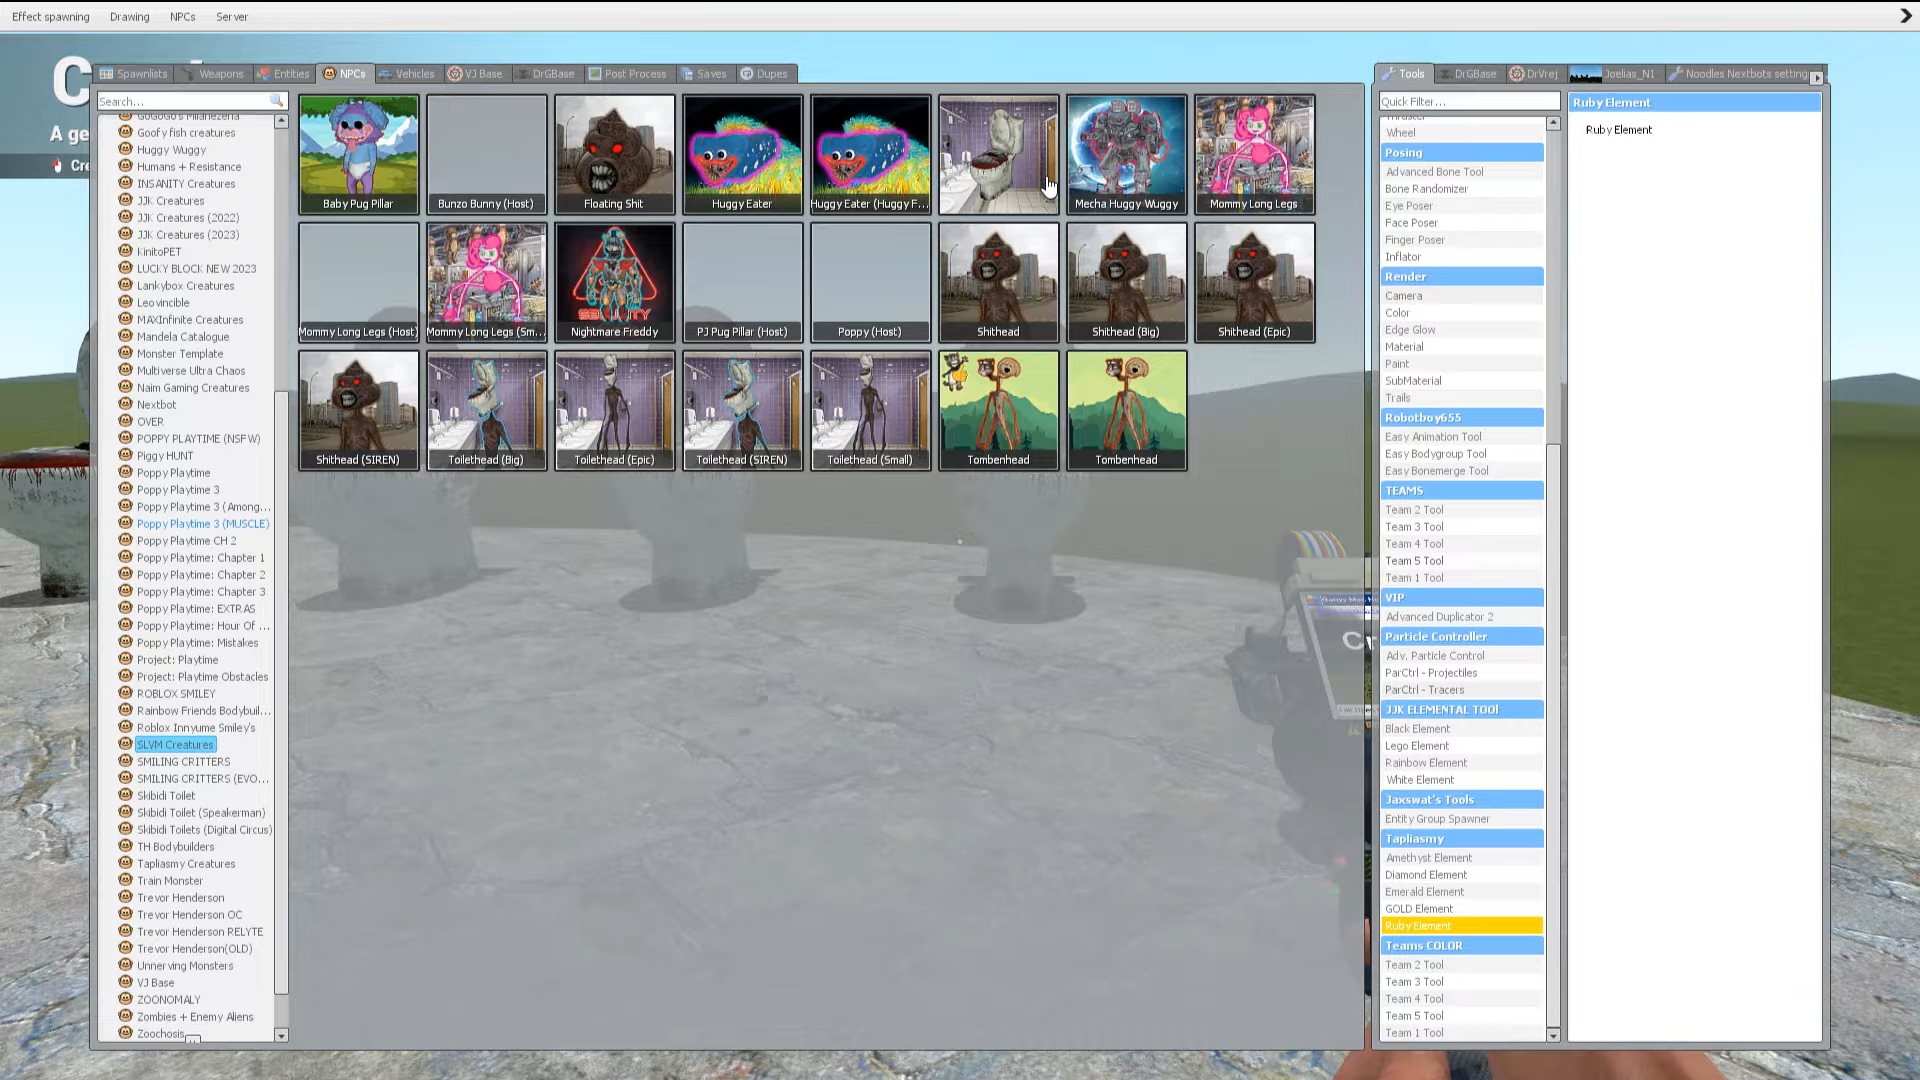 Effect spawning Drawing NPCs Server
Spawnlists Weapons Entities NPCs Vehicles VJ Base DrGBase Post Process Saves Dupes
Tools DrGBase DrVrej Joelias_N1 Noodles Nextbots setting
Search...
GoGoGo's Milanezeria
Goofy fish creatures
Huggy Wuggy
Humans + Resistance
INSANITY Creatures
JJK Creatures
JJK Creatures (2022)
JJK Creatures (2023)
KinitoPET
LUCKY BLOCK NEW 2023
Lankybox Creatures
Leovincible
MAXInfinite Creatures
Mandela Catalogue
Monster Template
Multiverse Ultra Chaos
Naim Gaming Creatures
Nextbot
OVER
POPPY PLAYTIME (NSFW)
Piggy HUNT
Poppy Playtime
Poppy Playtime 3
Poppy Playtime 3 (Among...
Poppy Playtime 3 (MUSCLE)
Poppy Playtime CH 2
Poppy Playtime: Chapter 1
Poppy Playtime: Chapter 2
Poppy Playtime: Chapter 3
Poppy Playtime: EXTRAS
Poppy Playtime: Hour Of ...
Poppy Playtime: Mistakes
Project: Playtime
Project: Playtime Obstacles
ROBLOX SMILEY
Rainbow Friends Bodybuil...
Roblox Innyume Smiley's
SLVM Creatures
SMILING CRITTERS
SMILING CRITTERS (EVO...
Skibidi Toilet
Skibidi Toilet (Speakerman)
Skibidi Toilets (Digital Circus)
TH Bodybuilders
Tapliasmy Creatures
Train Monster
Trevor Henderson
Trevor Henderson OC
Trevor Henderson RELYTE
Trevor Henderson(OLD)
Unnerving Monsters
VJ Base
ZOONOMALY
Zombies + Enemy Aliens
Zoochosis
Baby Pug Pillar
Bunzo Bunny (Host)
Floating Shit
Huggy Eater
Huggy Eater (Huggy F...
Mecha Huggy Wuggy
Mommy Long Legs
Mommy Long Legs (Host)
Mommy Long Legs (Sm...
Nightmare Freddy
PJ Pug Pillar (Host)
Poppy (Host)
Shithead
Shithead (Big)
Shithead (Epic)
Shithead (SIREN)
Toilethead (Big)
Toilethead (Epic)
Toilethead (SIREN)
Toilethead (Small)
Tombenhead
Tombenhead
C
A ge
Cre
Cr
Quick Filter...
Thruster
Wheel
Posing
Advanced Bone Tool
Bone Randomizer
Eye Poser
Face Poser
Finger Poser
Inflator
Render
Camera
Color
Edge Glow
Material
Paint
SubMaterial
Trails
Robotboy655
Easy Animation Tool
Easy Bodygroup Tool
Easy Bonemerge Tool
TEAMS
Team 2 Tool
Team 3 Tool
Team 4 Tool
Team 5 Tool
Team 1 Tool
VIP
Advanced Duplicator 2
Particle Controller
Adv. Particle Control
ParCtrl - Projectiles
ParCtrl - Tracers
JJK ELEMENTAL TOOl
Black Element
Lego Element
Rainbow Element
White Element
Jaxswat's Tools
Entity Group Spawner
Tapliasmy
Amethyst Element
Diamond Element
Emerald Element
GOLD Element
Ruby Element
Teams COLOR
Team 2 Tool
Team 3 Tool
Team 4 Tool
Team 5 Tool
Team 1 Tool
Ruby Element
Ruby Element